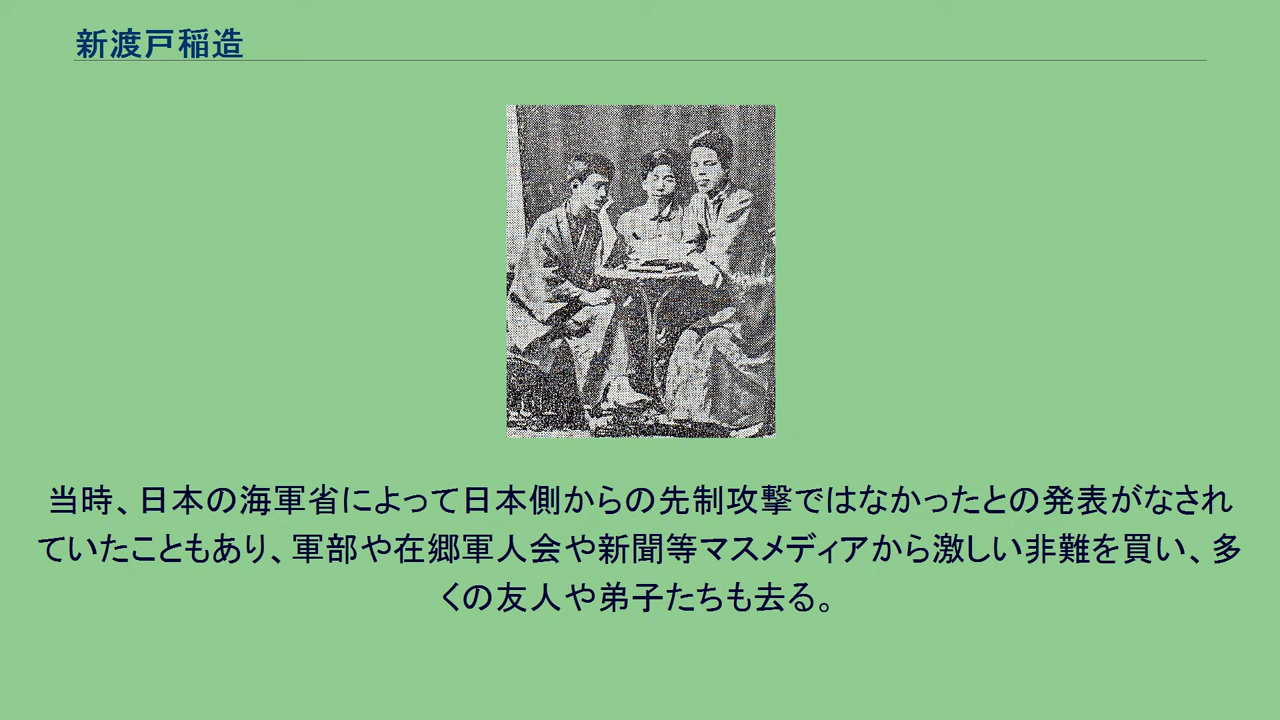 新渡戸稲造
当時、日本の海軍省によって日本側からの先制攻撃ではなかったとの発表がなされ
ていたこともあり、軍部や在郷軍人会や新聞等マスメディアから激しい非難を買い、多
くの友人や弟子たちも去る。